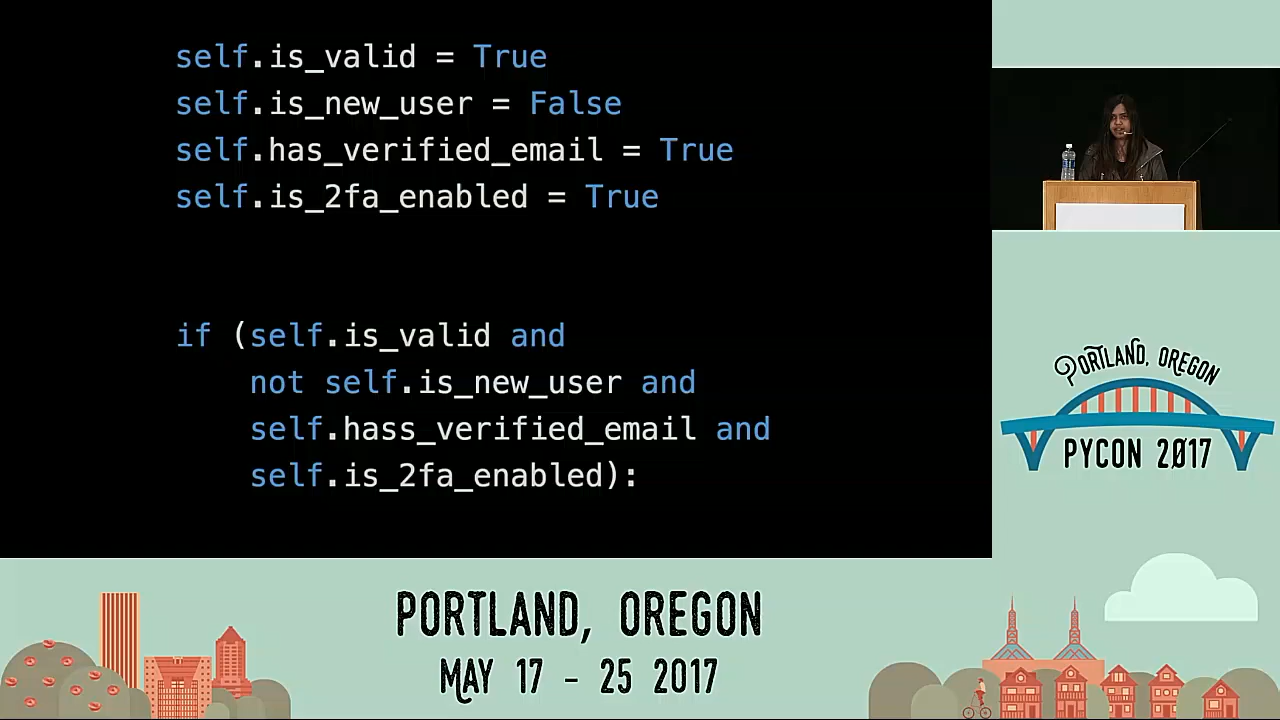 self.is_valid = True
self.is_new_user = False
self.has_verified_email = True
self.is_2fa_enabled = True
if (self.is_valid and
not self.is_new_user and
self.hass_verified_email and
self.is_2fa_enabled):
PORTLAND, OREGON
PYCON 2017
PORTLAND, OREGON
MAY 17 - 25 2017